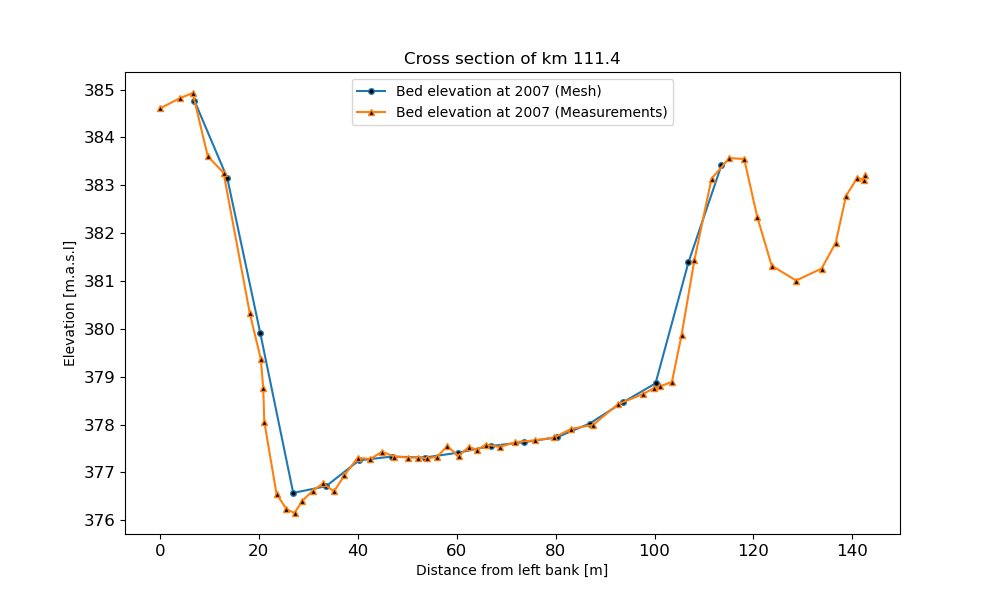 Cross section of km 111.4
Bed elevation at 2007 (Mesh)
Bed elevation at 2007 (Measurements)
385
384
383
382
381
380
379
378
377
376
Elevation [m.a.s.l]
0 20 40 60 80 100 120 140
Distance from left bank [m]